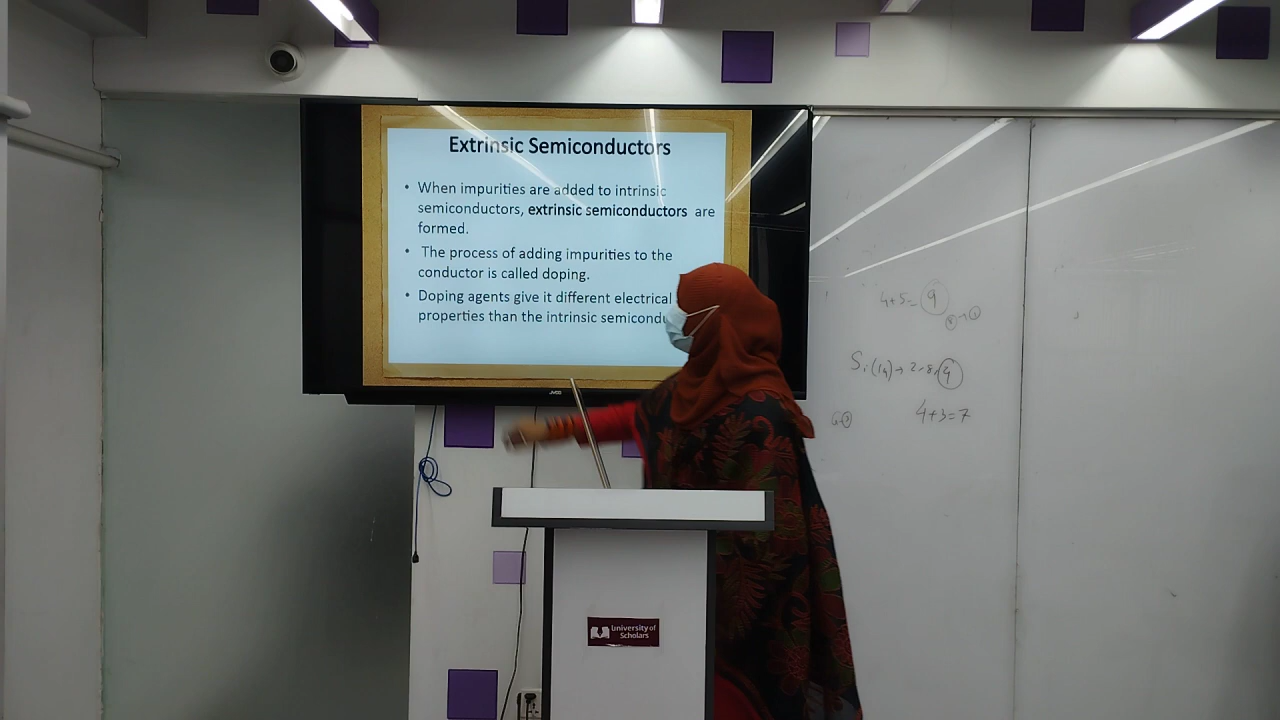 Extrinsic Semiconductors
• When impurities are added to intrinsic
semiconductors, extrinsic semiconductors are
formed.
• The process of adding impurities to the
conductor is called doping.
• Doping agents give it different electrical
properties than the intrinsic semicond
JVCO
4+5=9
Si(14)→2,8,4
4+3=7
University of
Scholars